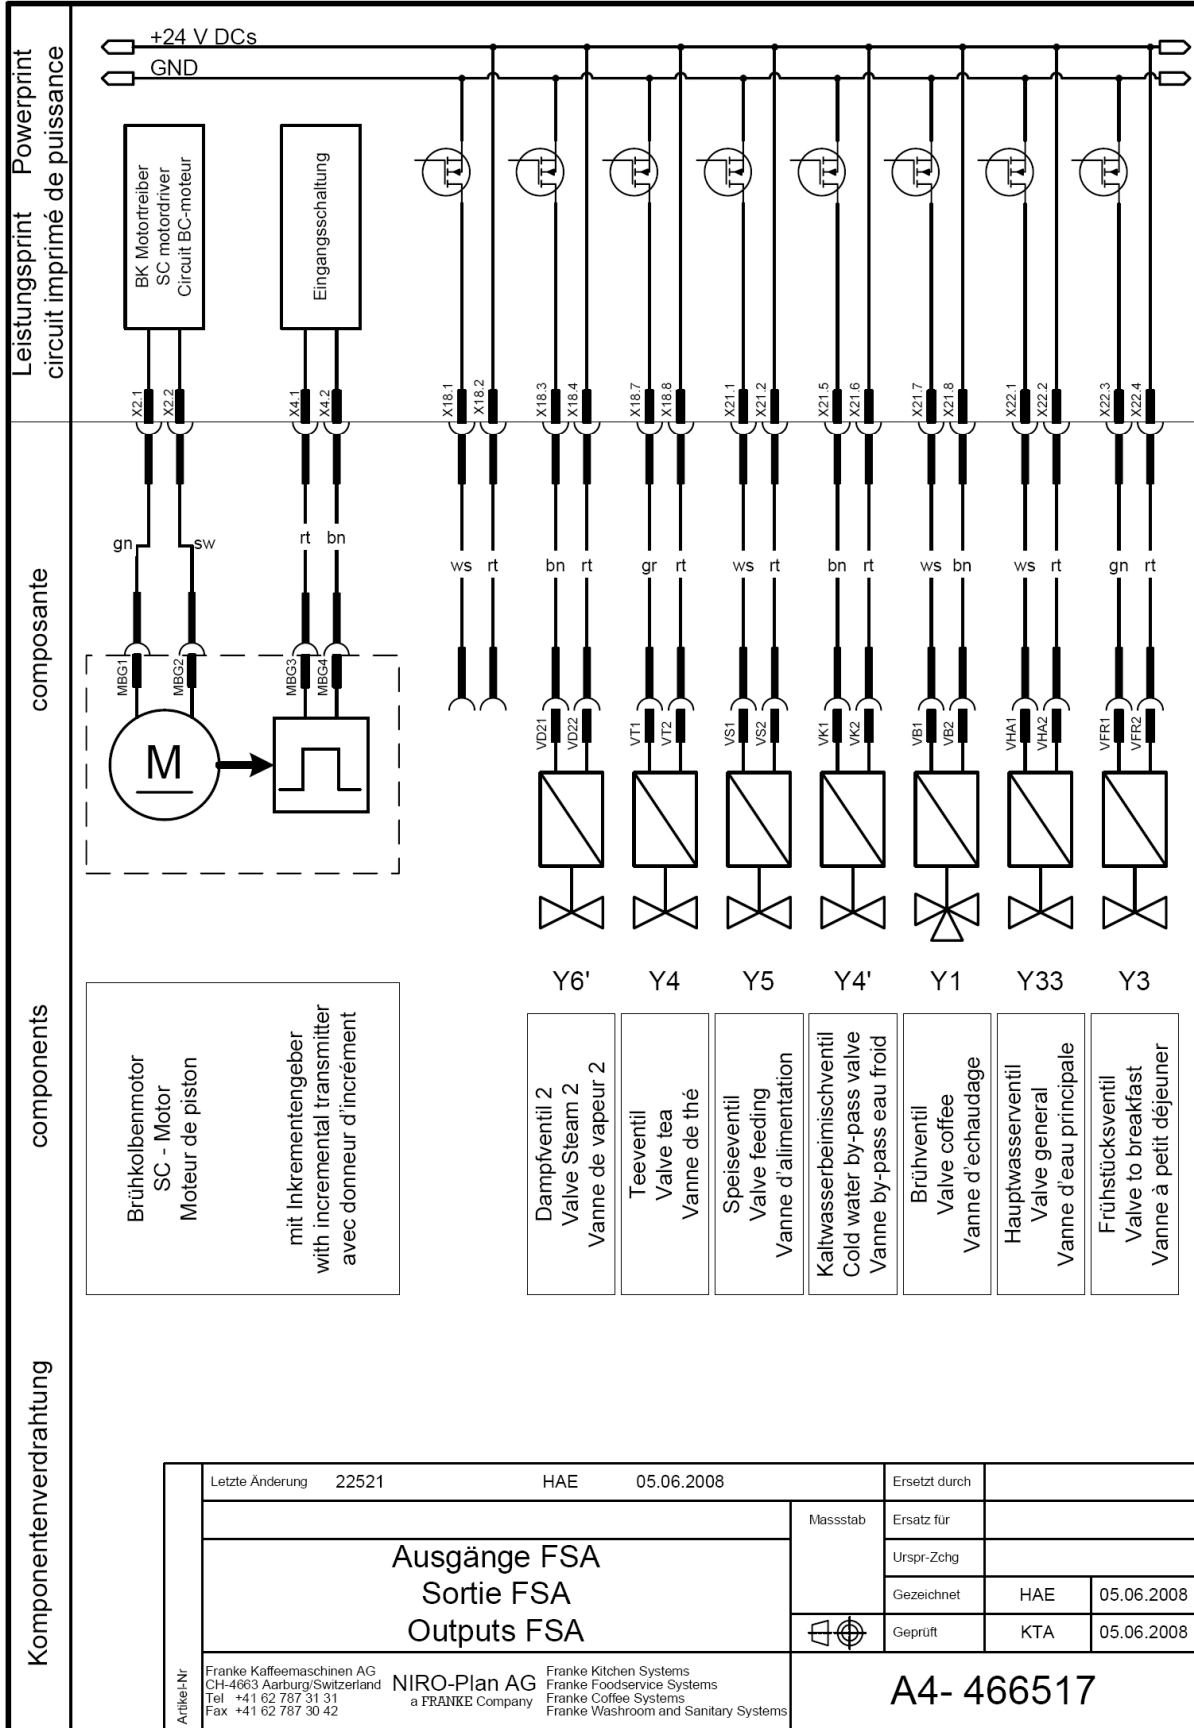 Leistungsprint Powerprint
circuit imprimé de puissance
+24 V DCs
GND
BK Motortreiber
SC motordriver
Circuit BC-moteur
Eingangsschaltung
X2.1
X2.2
X4.1
X4.2
X18.1
X18.2
X18.3
X18.4
X18.7
X18.8
X21.1
X21.2
X21.5
X21.6
X21.7
X21.8
X22.1
X22.2
X22.3
X22.4
composante
gn
sw
rt
bn
ws
rt
bn
rt
gr
rt
ws
rt
bn
rt
ws
bn
ws
rt
gn
rt
MBG1
MBG2
MBG3
MBG4
VD21
VD22
VT1
VT2
VS1
VS2
VK1
VK2
VB1
VB2
VHA1
VHA2
VFR1
VFR2
M
Y6'
Y4
Y5
Y4'
Y1
Y33
Y3
components
Brühkolbenmotor
SC - Motor
Moteur de piston
mit Inkrementengeber
with incremental transmitter
avec donneur d'incrément
Dampfventil 2
Valve Steam 2
Vanne de vapeur 2
Teeventil
Valve tea
Vanne de thé
Speiseventil
Valve feeding
Vanne d'alimentation
Kaltwasserbeimischventil
Cold water by-pass valve
Vanne by-pass eau froid
Brühventil
Valve coffee
Vanne d'echaudage
Hauptwasserventil
Valve general
Vanne d'eau principale
Frühstücksventil
Valve to breakfast
Vanne à petit déjeuner
Komponentenverdrahtung
Artikel-Nr
Letzte Änderung 22521 HAE 05.06.2008
Ersetzt durch
Massstab
Ersatz für
Urspr-Zchg
Gezeichnet HAE 05.06.2008
Geprüft KTA 05.06.2008
Ausgänge FSA
Sortie FSA
Outputs FSA
Franke Kaffeemaschinen AG
CH-4663 Aarburg/Switzerland
Tel +41 62 787 31 31
Fax +41 62 787 30 42
NIRO-Plan AG
a FRANKE Company
Franke Kitchen Systems
Franke Foodservice Systems
Franke Coffee Systems
Franke Washroom and Sanitary Systems
A4- 466517